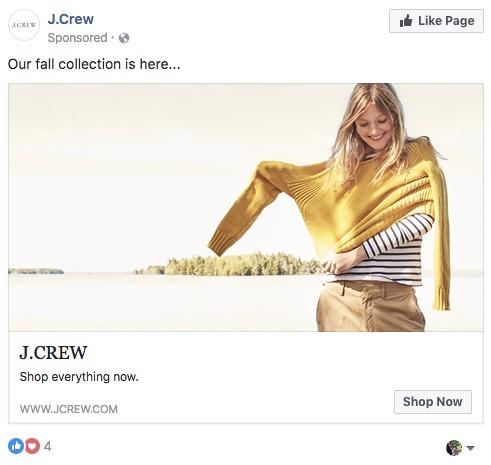 J.CREW
J.Crew
Sponsored ·
Like Page
Our fall collection is here...
J.CREW
Shop everything now.
WWW.JCREW.COM
Shop Now
4